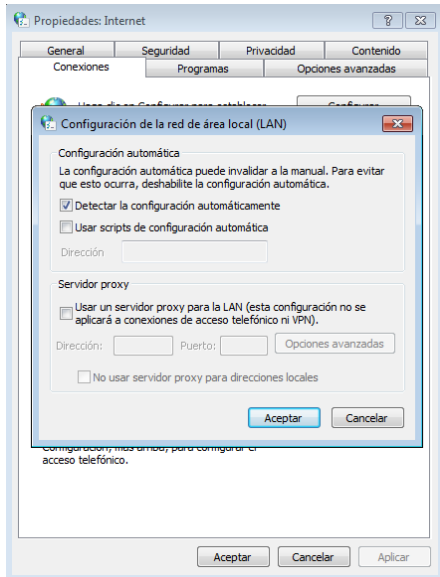 Propiedades: Internet
General Seguridad Privacidad Contenido
Conexiones Programas Opciones avanzadas
Configuración de la red de área local (LAN)
Configuración automática
La configuración automática puede invalidar a la manual. Para evitar
que esto ocurra, deshabilite la configuración automática.
Detectar la configuración automáticamente
Usar scripts de configuración automática
Dirección
Servidor proxy
Usar un servidor proxy para la LAN (esta configuración no se
aplicará a conexiones de acceso telefónico ni VPN).
Dirección: Puerto: Opciones avanzadas
No usar servidor proxy para direcciones locales
Aceptar Cancelar
acceso telefónico.
Aceptar Cancelar Aplicar